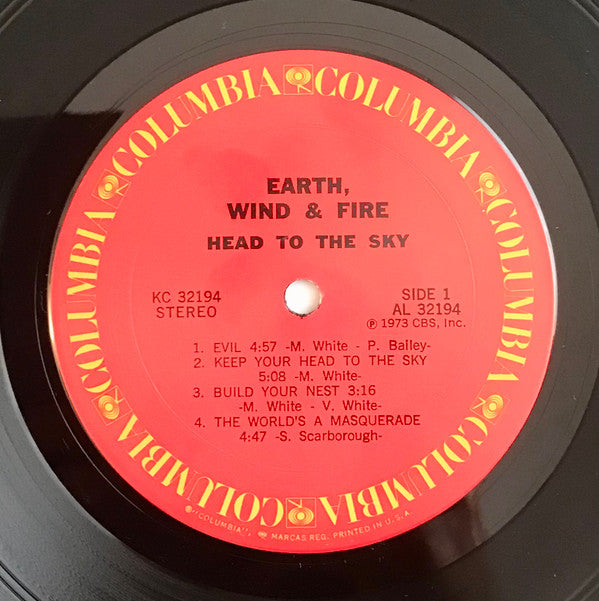 COLUMBIA COLUMBIA COLUMBIA COLUMBIA COLUMBIA COLUMBIA
EARTH,
WIND & FIRE
HEAD TO THE SKY
KC 32194
STEREO
SIDE 1
AL 32194
Ⓟ 1973 CBS, Inc.
1. EVIL 4:57 -M. White - P. Bailey-
2. KEEP YOUR HEAD TO THE SKY
5:08 -M. White-
3. BUILD YOUR NEST 3:16
-M. White - V. White-
4. THE WORLD'S A MASQUERADE
4:47 -S. Scarborough-
®"COLUMBIA", MARCAS REG. PRINTED IN U.S.A.